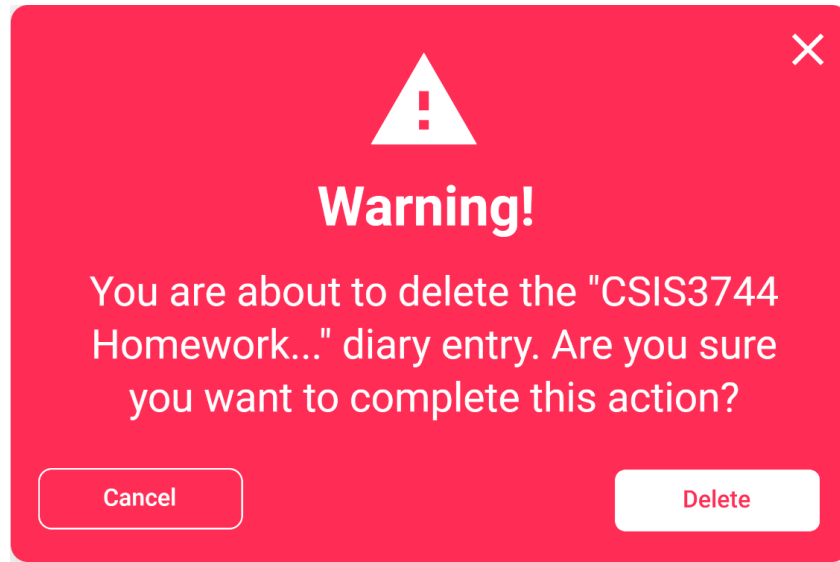 Warning!
You are about to delete the "CSIS3744
Homework..." diary entry. Are you sure
you want to complete this action?
Cancel
Delete